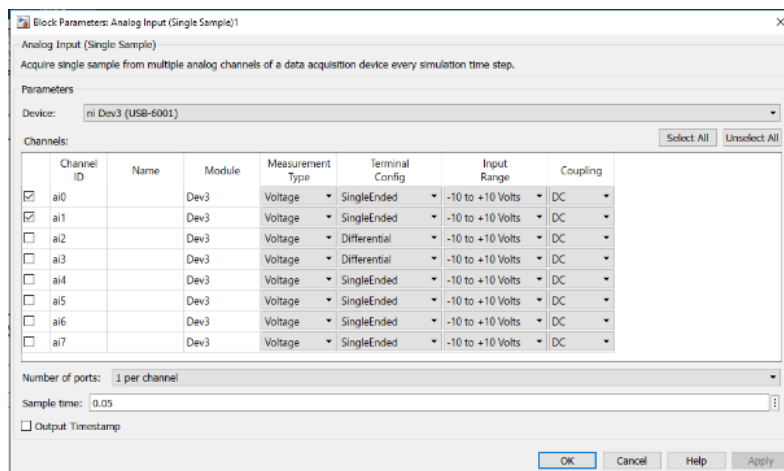 Block Parameters: Analog Input (Single Sample)1
Analog Input (Single Sample)
Acquire single sample from multiple analog channels of a data acquisition device every simulation time step.
Parameters
Device: ni Dev3 (USB-6001)
Channels: Select All Unselect All
Channel ID Name Module Measurement Type Terminal Config Input Range Coupling
ai0 Dev3 Voltage SingleEnded -10 to +10 Volts DC
ai1 Dev3 Voltage SingleEnded -10 to +10 Volts DC
ai2 Dev3 Voltage Differential -10 to +10 Volts DC
ai3 Dev3 Voltage Differential -10 to +10 Volts DC
ai4 Dev3 Voltage SingleEnded -10 to +10 Volts DC
ai5 Dev3 Voltage SingleEnded -10 to +10 Volts DC
ai6 Dev3 Voltage SingleEnded -10 to +10 Volts DC
ai7 Dev3 Voltage SingleEnded -10 to +10 Volts DC
Number of ports: 1 per channel
Sample time: 0.05
Output Timestamp
OK Cancel Help Apply